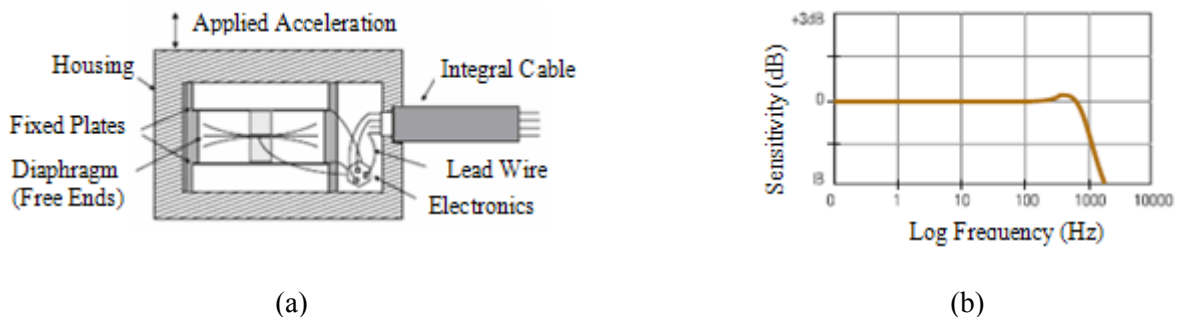 Applied Acceleration
Housing
Integral Cable
Fixed Plates
Diaphragm
(Free Ends)
Lead Wire
Electronics
(a)
+3dB
0
B
Sensitivity (dB)
0 1 10 100 1000 10000
Log Frequency (Hz)
(b)